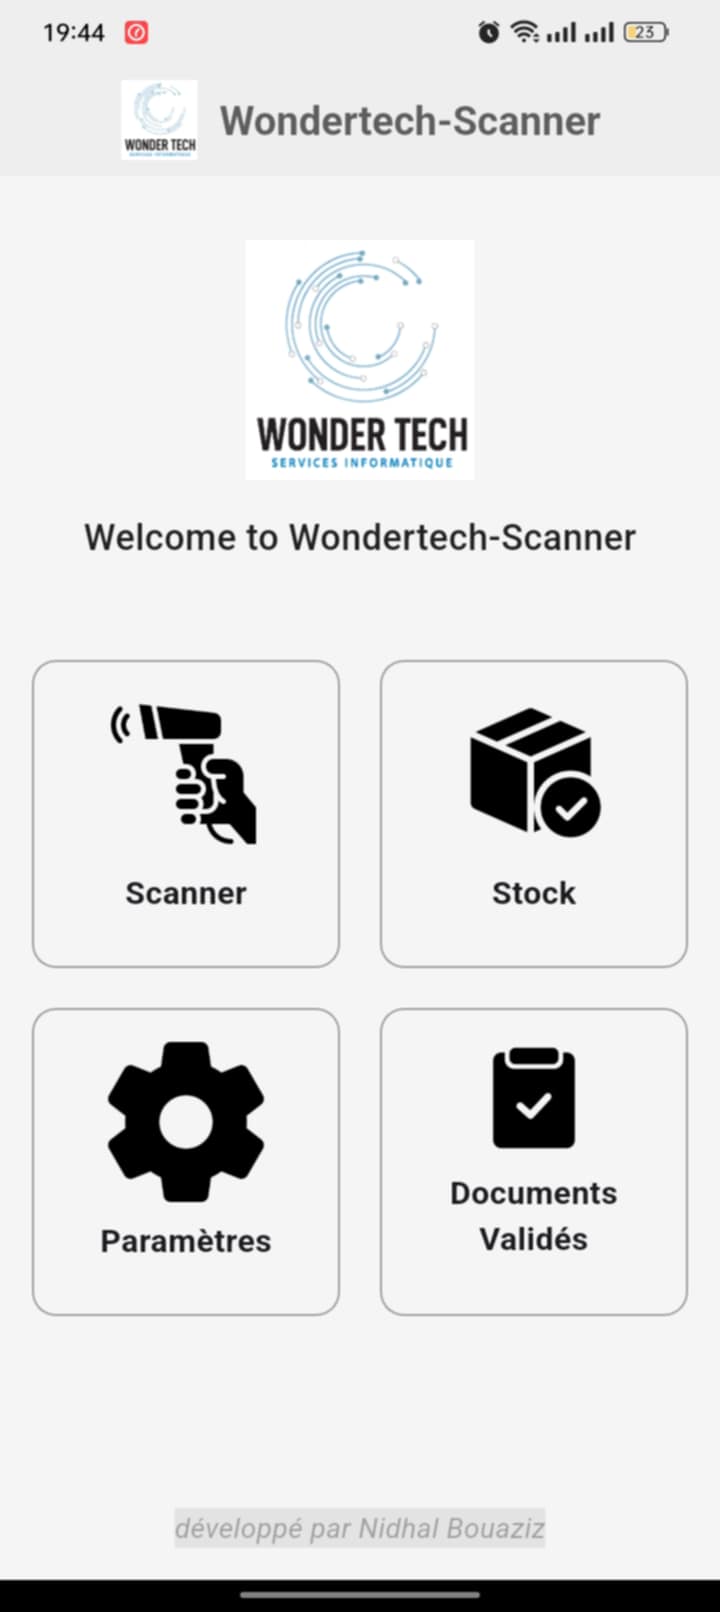 19:44
23
WONDER TECH
SERVICES INFORMATIQUE
Wondertech-Scanner
WONDER TECH
SERVICES INFORMATIQUE
Welcome to Wondertech-Scanner
Scanner
Stock
Paramètres
Documents
Validés
développé par Nidhal Bouaziz